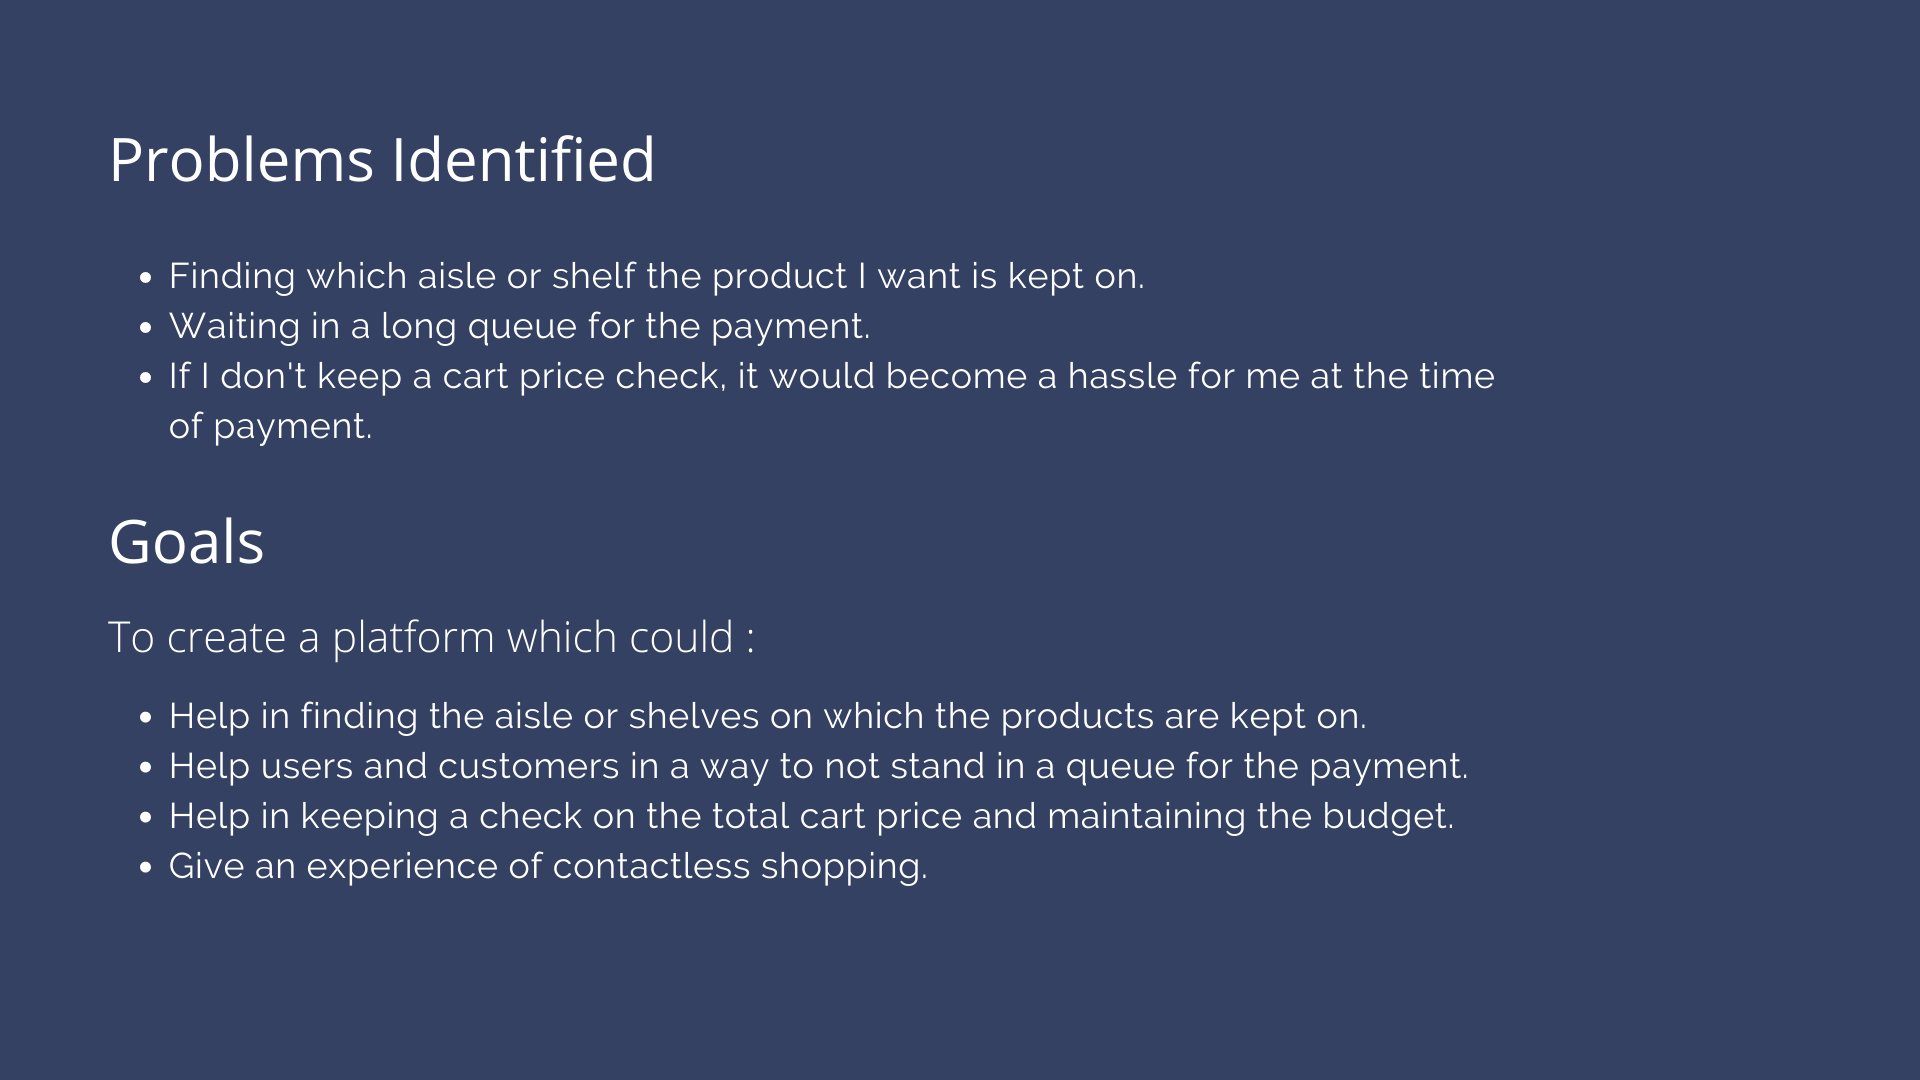 Problems Identified
• Finding which aisle or shelf the product I want is kept on.
• Waiting in a long queue for the payment.
• If I don't keep a cart price check, it would become a hassle for me at the time
of payment.
Goals
To create a platform which could :
• Help in finding the aisle or shelves on which the products are kept on.
• Help users and customers in a way to not stand in a queue for the payment.
• Help in keeping a check on the total cart price and maintaining the budget.
• Give an experience of contactless shopping.